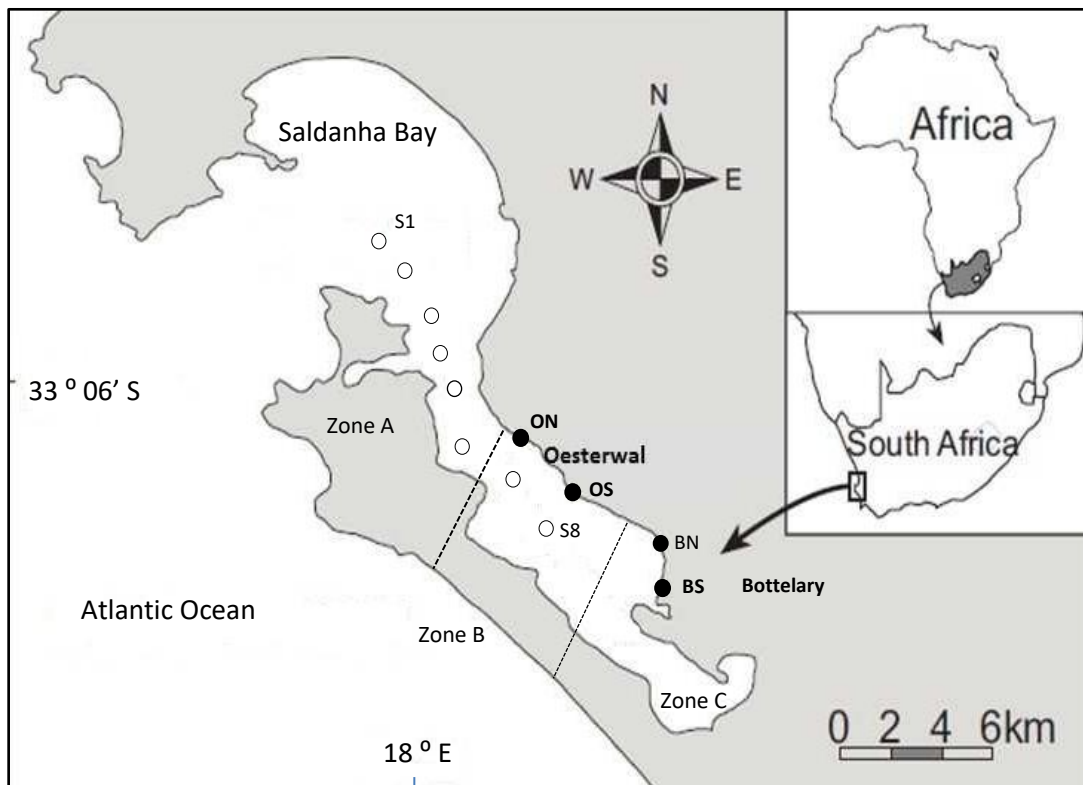 Saldanha Bay
N
W
E
S
Africa
S1
33 º 06’ S
Zone A
ON
Oesterwal
OS
South Africa
S8
BN
BS
Bottelary
Atlantic Ocean
Zone B
Zone C
0 2 4 6km
18 º E